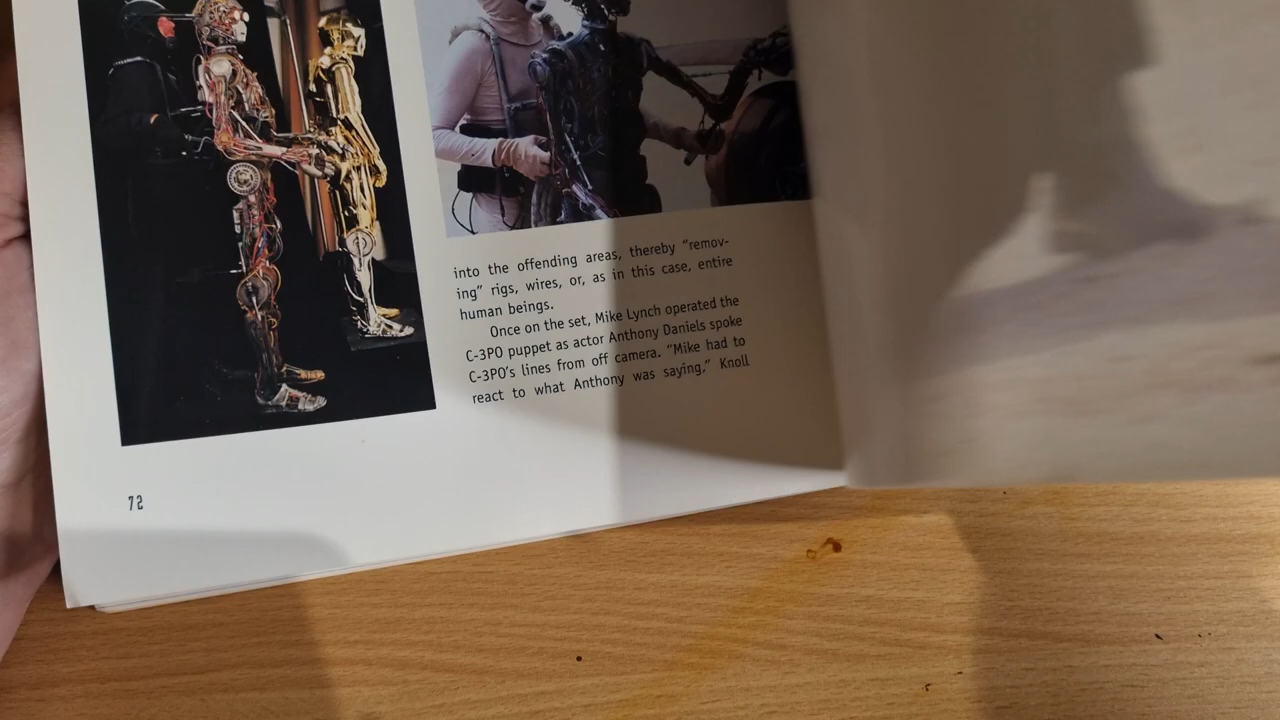 into the offending areas, thereby “remov-
ing” rigs, wires, or, as in this case, entire
human beings.
Once on the set, Mike Lynch operated the
C-3PO puppet as actor Anthony Daniels spoke
C-3PO’s lines from off camera. “Mike had to
react to what Anthony was saying,” Knoll
72